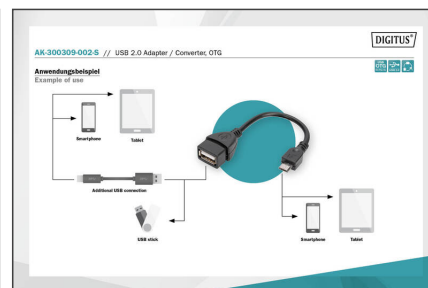 DIGITUS®
AK-300309-002-S // USB 2.0 Adapter / Converter, OTG
Anwendungsbeispiel
Example of use
OTG
Smartphone
Tablet
Additional USB connection
USB stick
Smartphone
Tablet